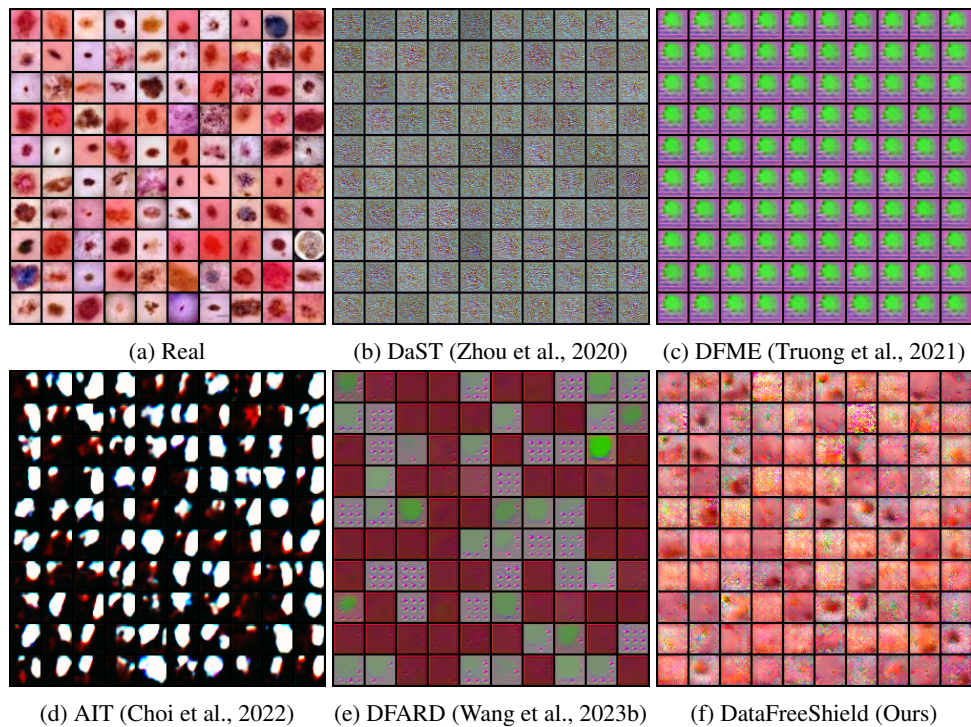 (a) Real
(b) DaST (Zhou et al., 2020)
(c) DFME (Truong et al., 2021)
(d) AIT (Choi et al., 2022)
(e) DFARD (Wang et al., 2023b)
(f) DataFreeShield (Ours)